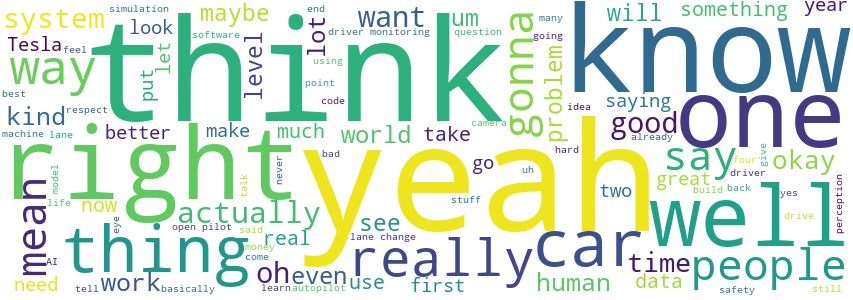 simulation
end
many
year
system
maybe
want
um
will
something
look
driver monitoring
going
Tesla
feel
let
software
question
lot
think
know
way
put
level
using
gonna
problem
best
respect
point
idea
saying
code
already
kind
better
make
much
world
take
camera
good
one
machine
lane
right
yeah
say
okay
hard
bad
never
go
uh
four
give
model
talk
stuff
two
great
driver
mean
life
now
actually
see
build
back
yes
perception
eye
open pilot
said
real
lane change
well
drive
thing
money
really
car
AI
come
oh
even
time
people
need
tell
work
basically
learn
autopilot
use
first
human
data
safety
still